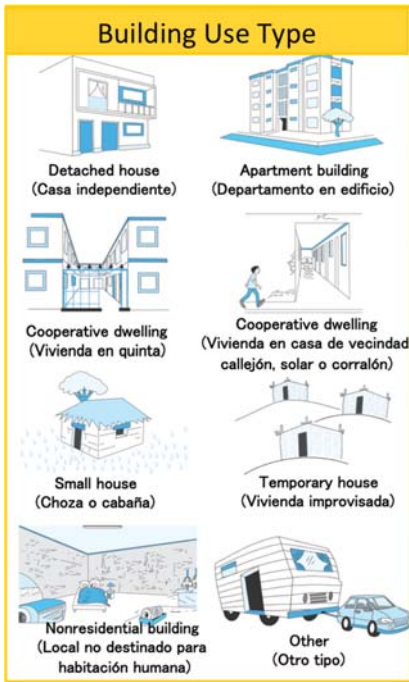 Building Use Type
Detached house
(Casa independiente)
Apartment building
(Departamento en edificio)
Cooperative dwelling
(Vivienda en quinta)
Cooperative dwelling
(Vivienda en casa de vecindad
callejón, solar o corralón)
Small house
(Choza o cabaña)
Temporary house
(Vivienda improvisada)
Nonresidential building
(Local no destinado para
habitación humana)
Other
(Otro tipo)